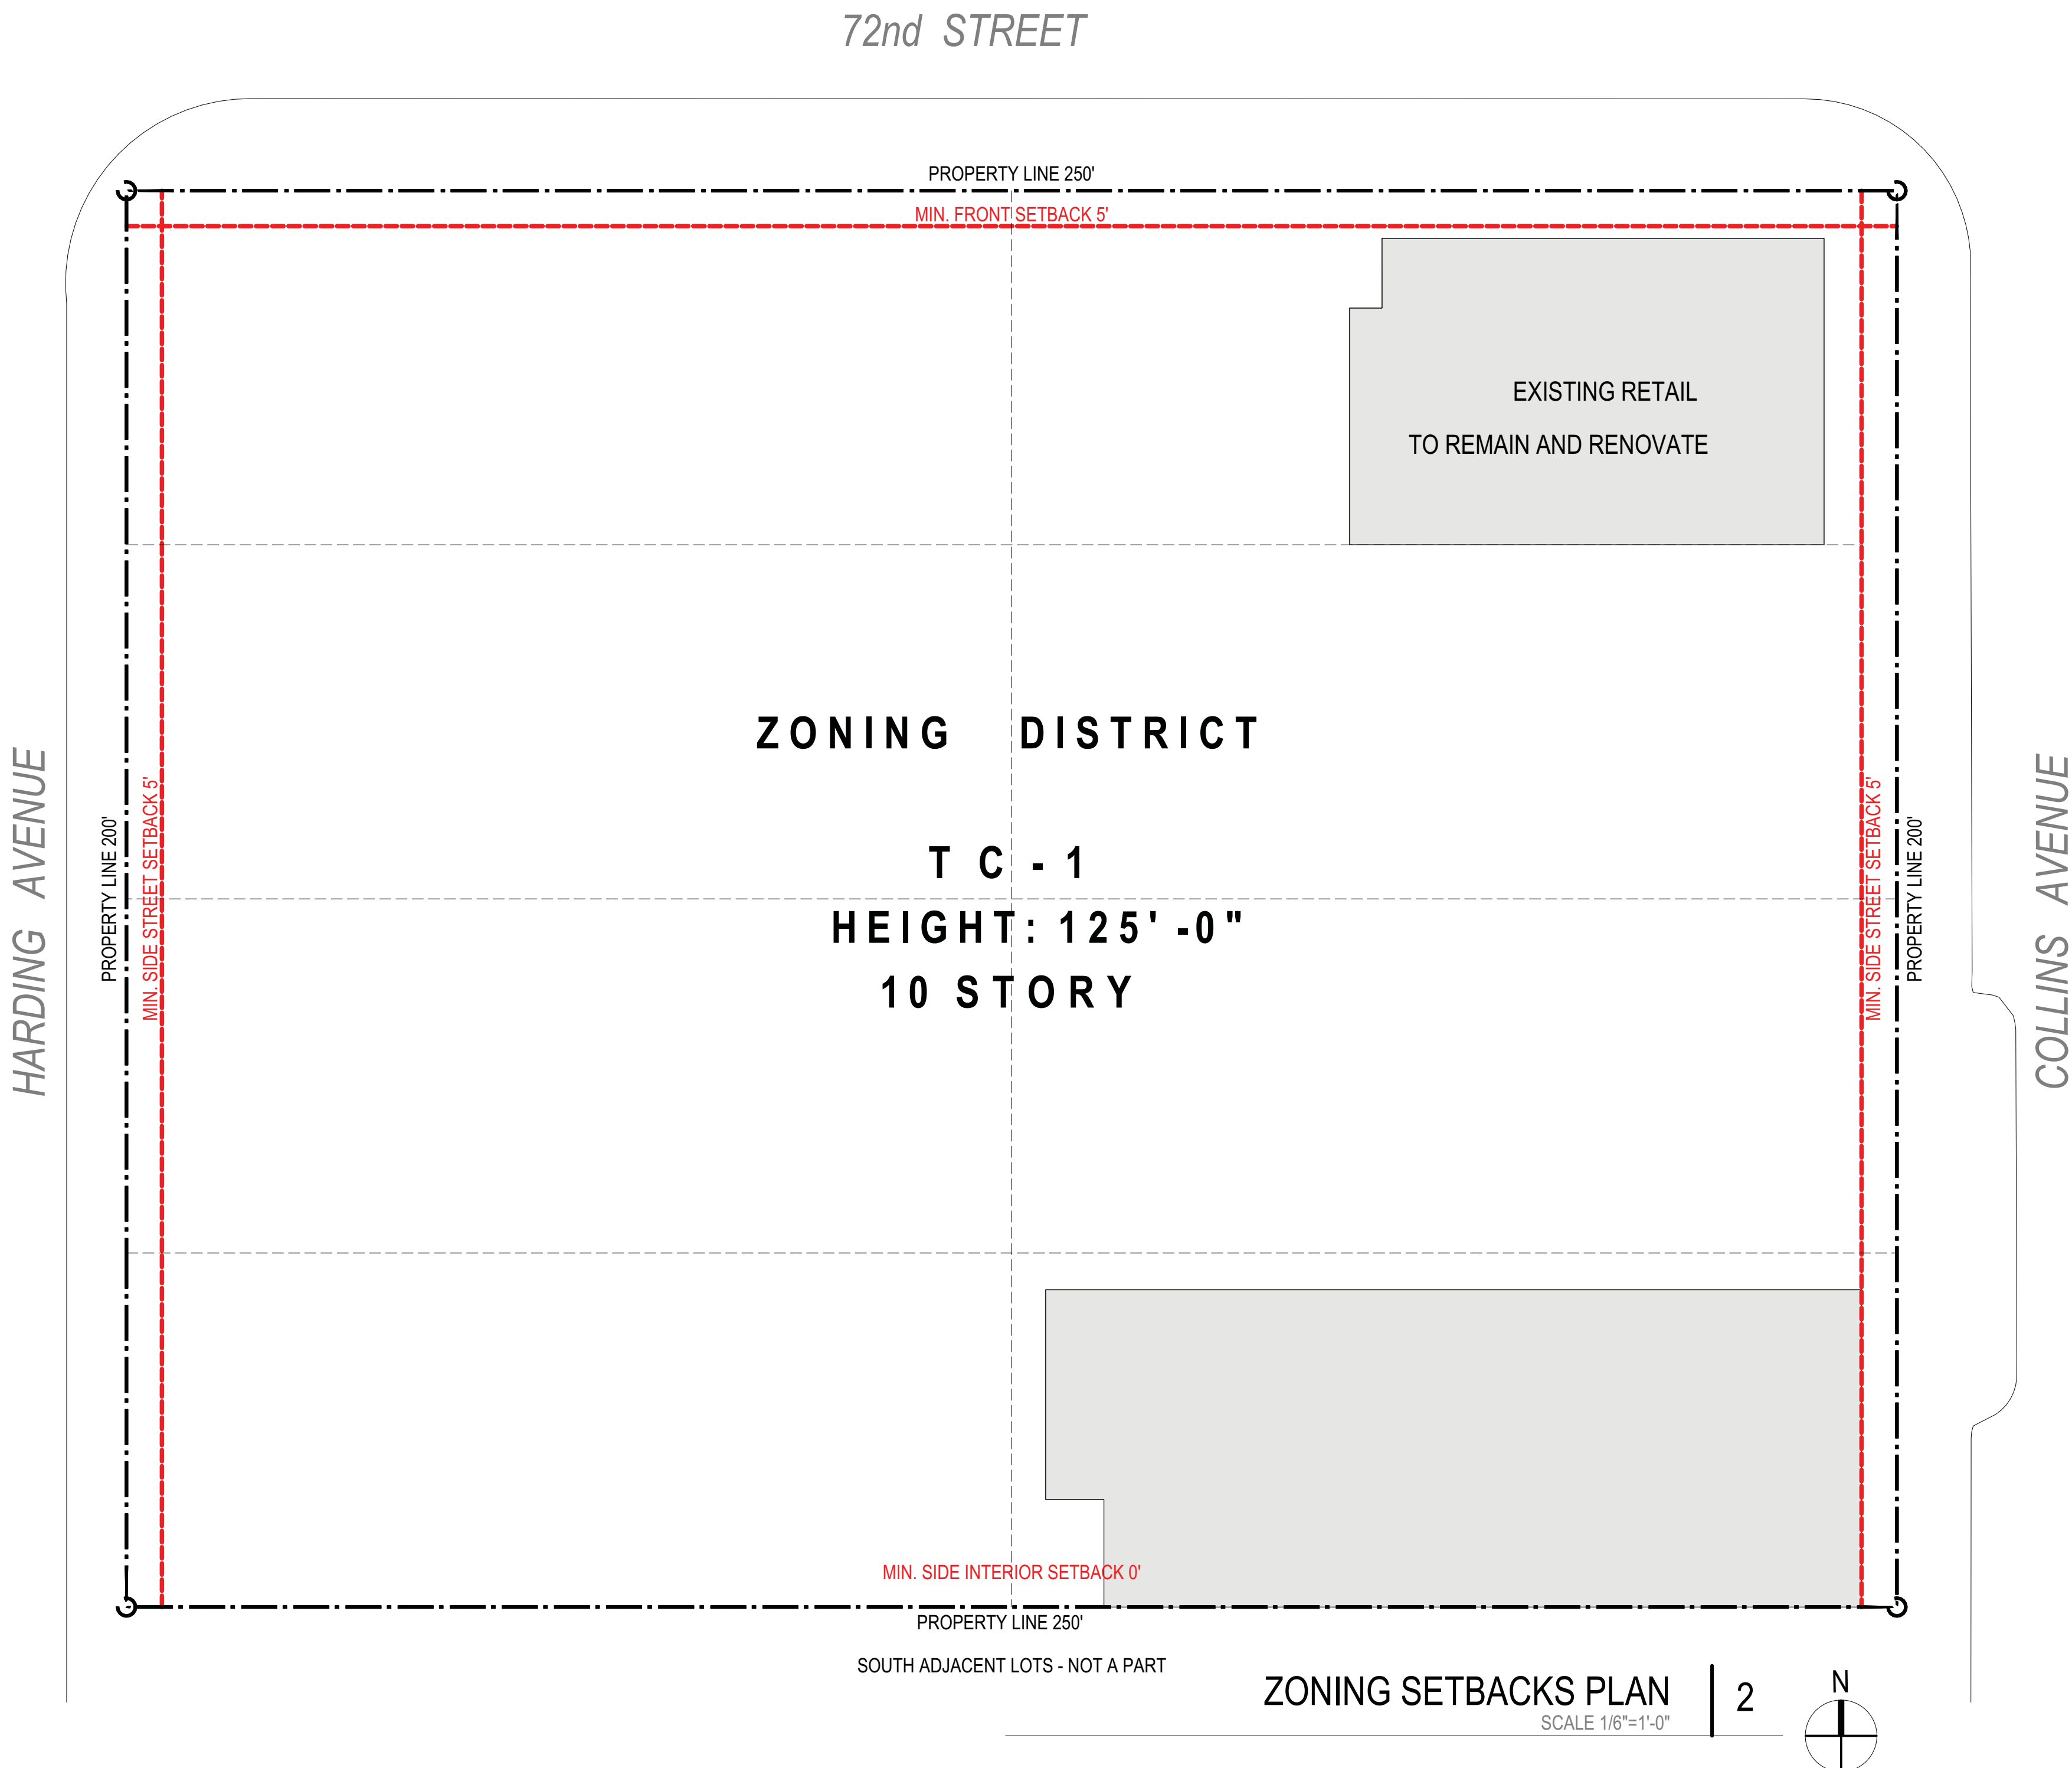 72nd STREET
PROPERTY LINE 250'
MIN. FRONT SETBACK 5'
EXISTING RETAIL
TO REMAIN AND RENOVATE
ZONING DISTRICT
TC-1
HEIGHT: 125'-0"
10 STORY
HARDING AVENUE
PROPERTY LINE 200'
MIN. SIDE STREET SETBACK 5'
MIN. SIDE STREET SETBACK 5'
PROPERTY LINE 200'
COLLINS AVENUE
MIN. SIDE INTERIOR SETBACK 0'
PROPERTY LINE 250'
SOUTH ADJACENT LOTS - NOT A PART
ZONING SETBACKS PLAN
SCALE 1/6"=1'-0"
2
N